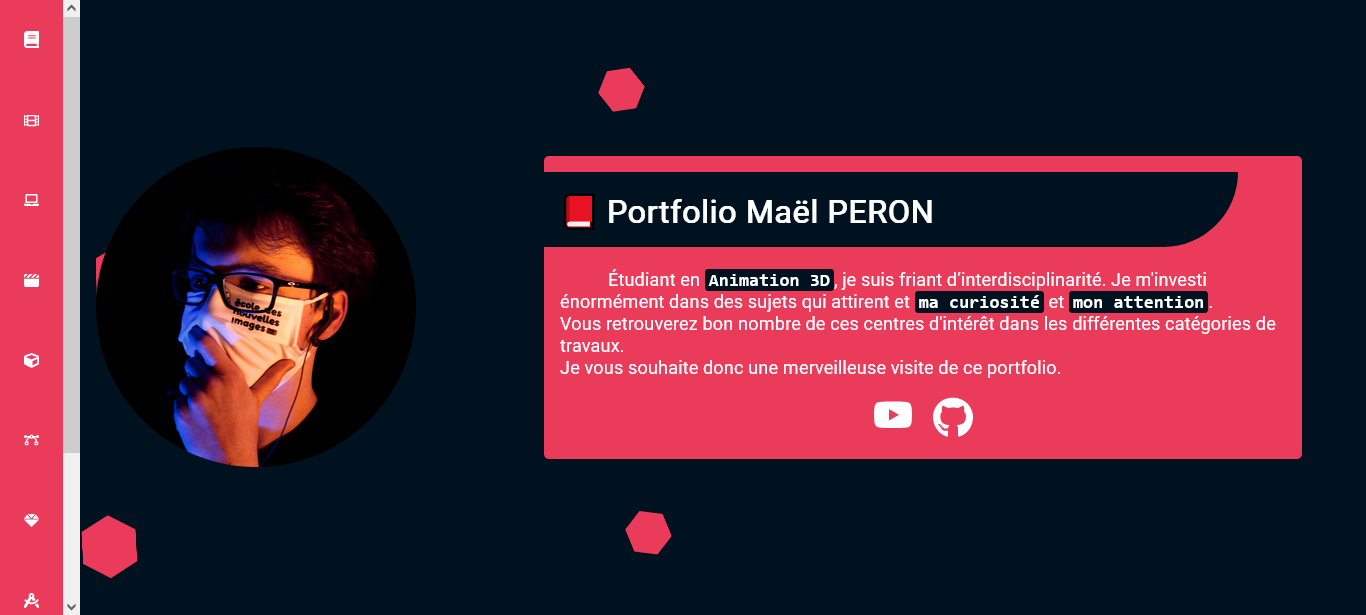 Portfolio Maël PERON
Étudiant en Animation 3D, je suis friant d’interdisciplinarité. Je m'investi
énormément dans des sujets qui attirent et ma curiosité et mon attention.
Vous retrouverez bon nombre de ces centres d'intérêt dans les différentes catégories de
travaux.
Je vous souhaite donc une merveilleuse visite de ce portfolio.
école des
nouvelles
images